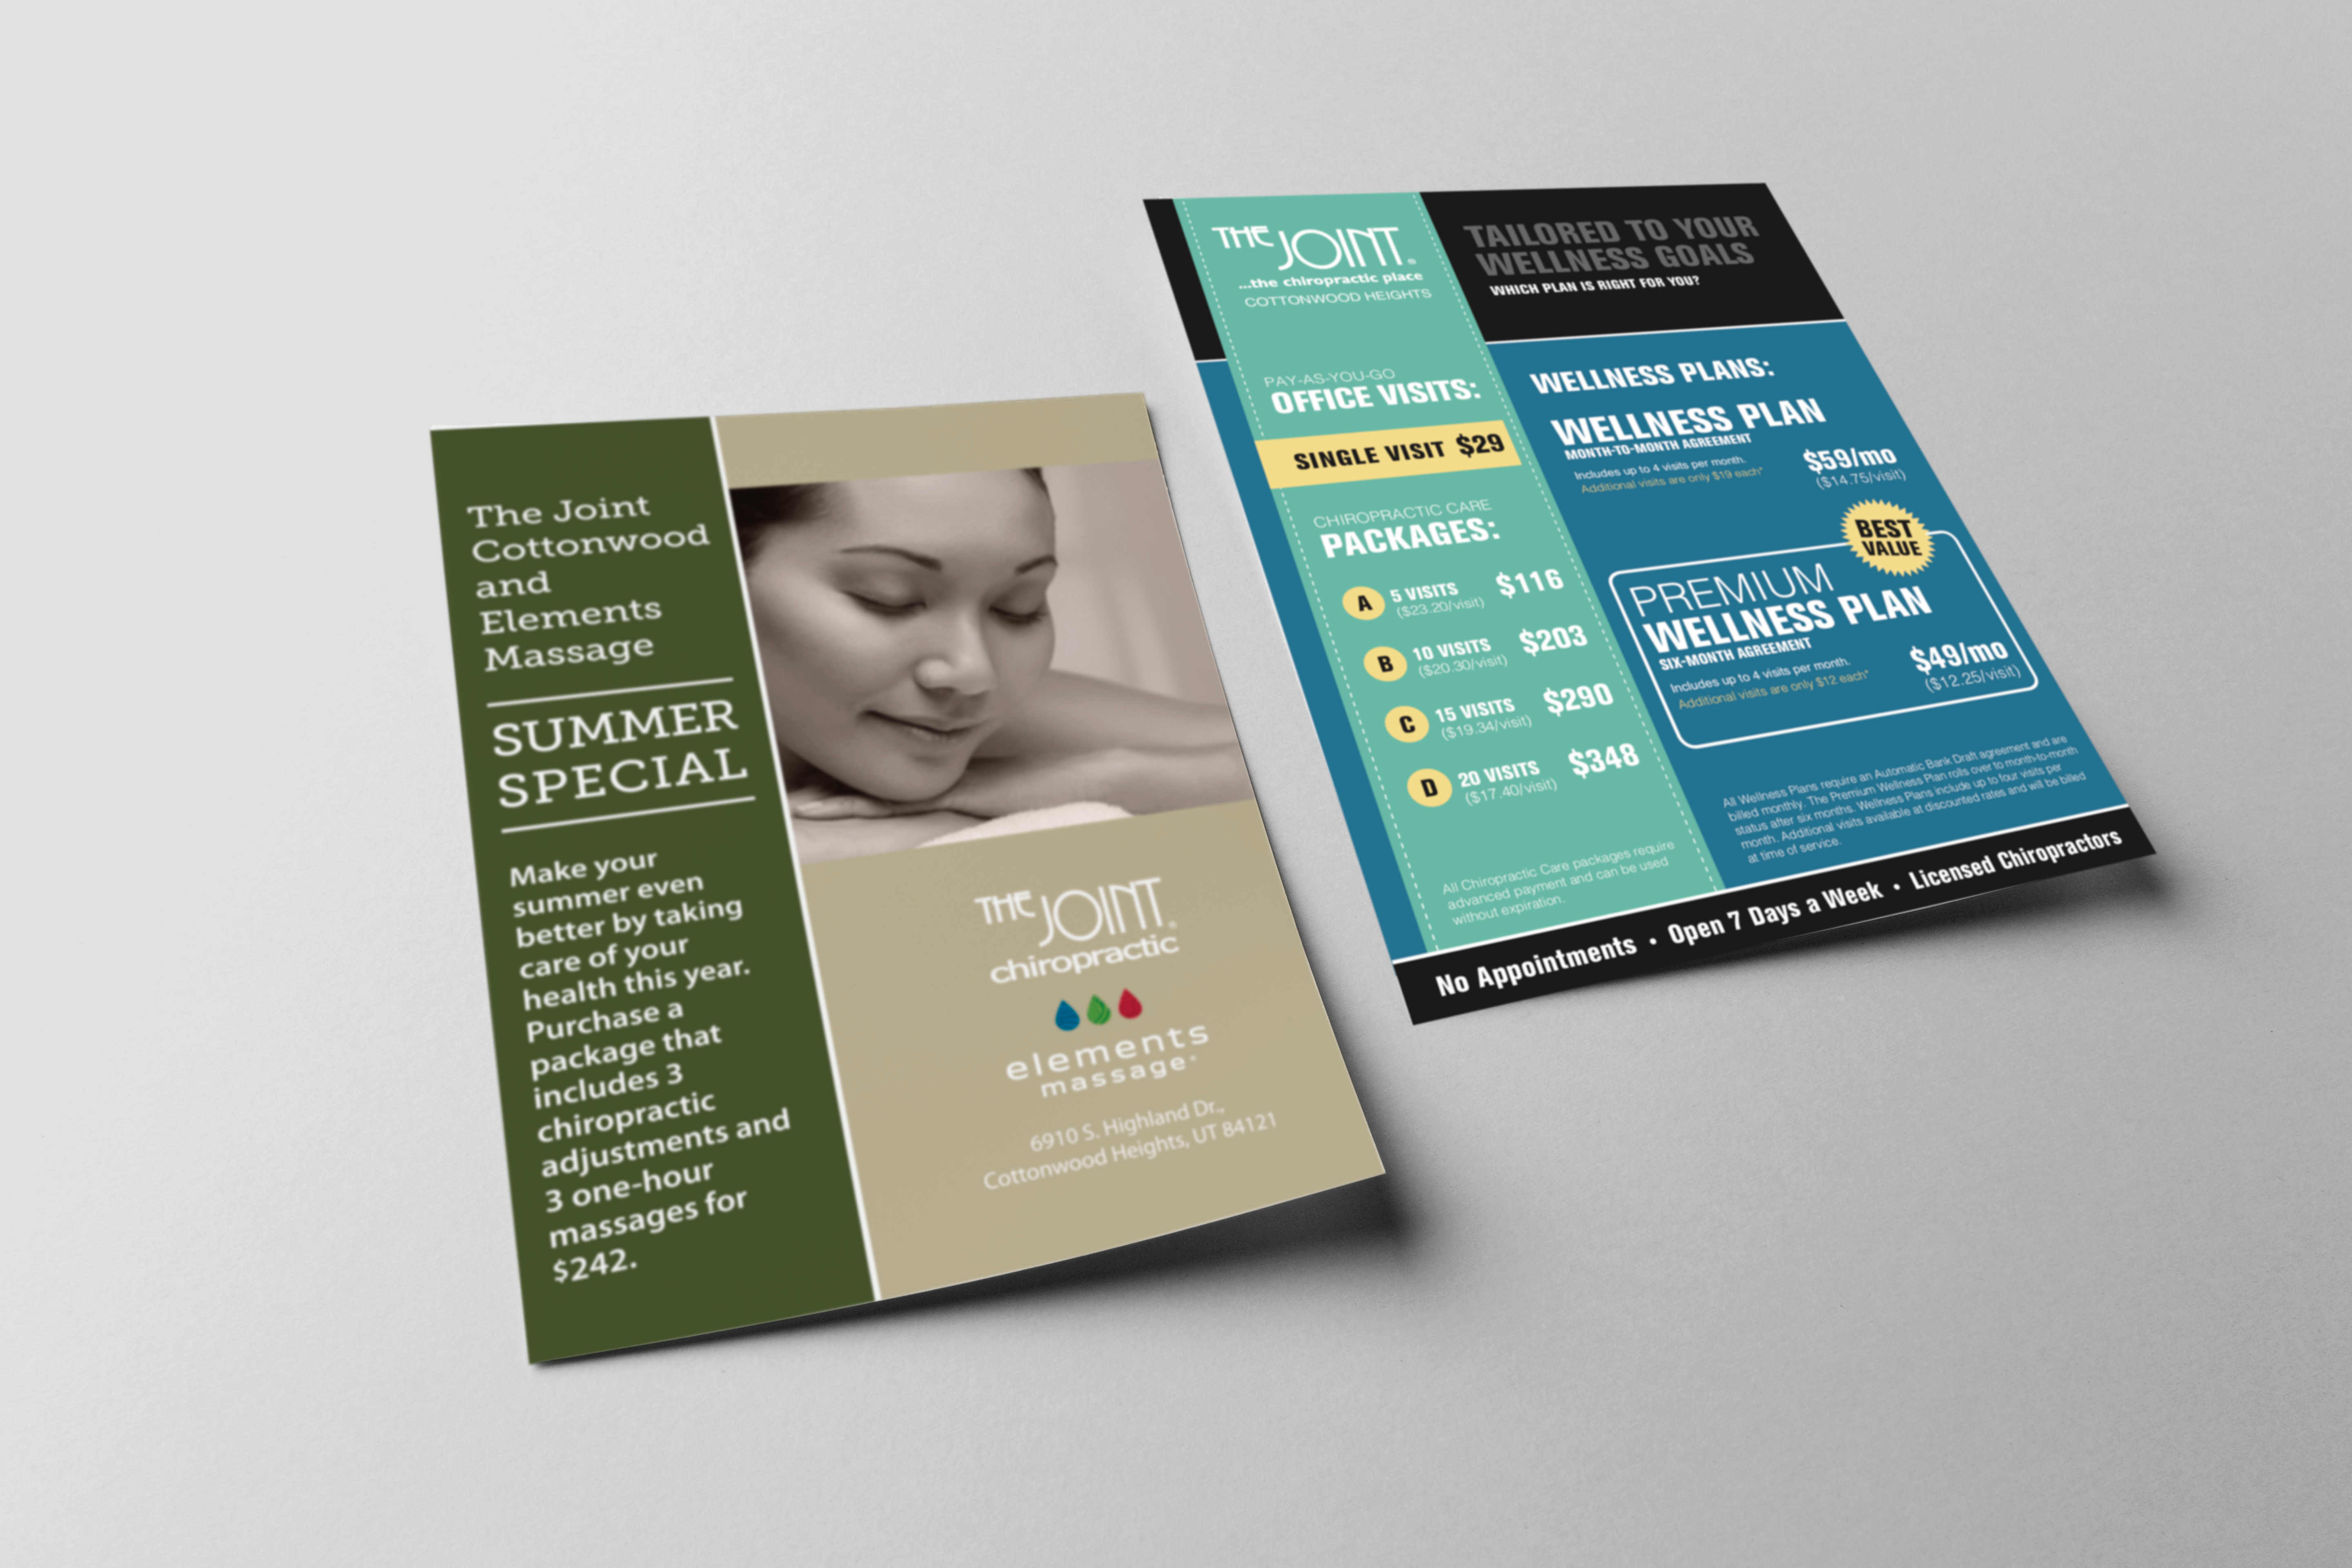 The Joint
Cottonwood
and
Elements
Massage
SUMMER
SPECIAL
Make your
summer even
better by taking
care of your
health this year.
Purchase a
package that
includes 3
chiropractic
adjustments and
3 one-hour
massages for
$242.
THE JOINT®
chiropractic
elements
massage®
6910 S. Highland Dr.,
Cottonwood Heights, UT 84121
THE JOINT®
...the chiropractic place
COTTONWOOD HEIGHTS
PAY-AS-YOU-GO
OFFICE VISITS:
SINGLE VISIT $29
CHIROPRACTIC CARE
PACKAGES:
A 5 VISITS $116
($23.20/visit)
B 10 VISITS $203
($20.30/visit)
C 15 VISITS $290
($19.34/visit)
D 20 VISITS $348
($17.40/visit)
All Chiropractic Care packages require
advanced payment and can be used
without expiration.
TAILORED TO YOUR
WELLNESS GOALS
WHICH PLAN IS RIGHT FOR YOU?
WELLNESS PLANS:
WELLNESS PLAN
MONTH-TO-MONTH AGREEMENT
Includes up to 4 visits per month.
Additional visits are only $19 each*
$59/mo
($14.75/visit)
BEST
VALUE
PREMIUM
WELLNESS PLAN
SIX-MONTH AGREEMENT
Includes up to 4 visits per month.
Additional visits are only $12 each*
$49/mo
($12.25/visit)
All Wellness Plans require an Automatic Bank Draft agreement and are
billed monthly. The Premium Wellness Plan rolls over to month-to-month
status after six months. Wellness Plans include up to four visits per
month. Additional visits available at discounted rates and will be billed
at time of service.
No Appointments • Open 7 Days a Week • Licensed Chiropractors